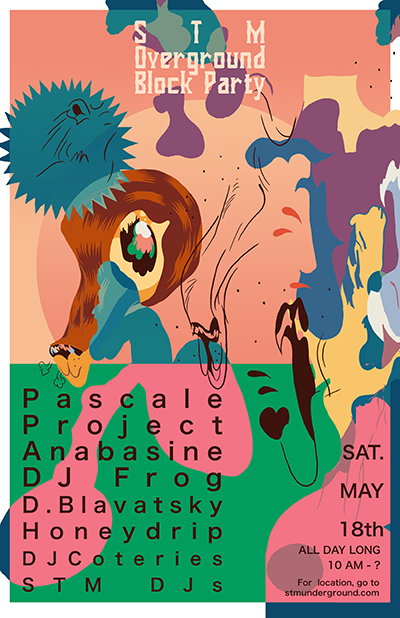 S T M
Overground
Block Party
Pascale
Project
Anabasine
DJ Frog
D.Blavatsky
Honeydrip
DJCoteries
STM DJs
SAT.
MAY
18th
ALL DAY LONG
10 AM - ?
For location, go to
stmunderground.com